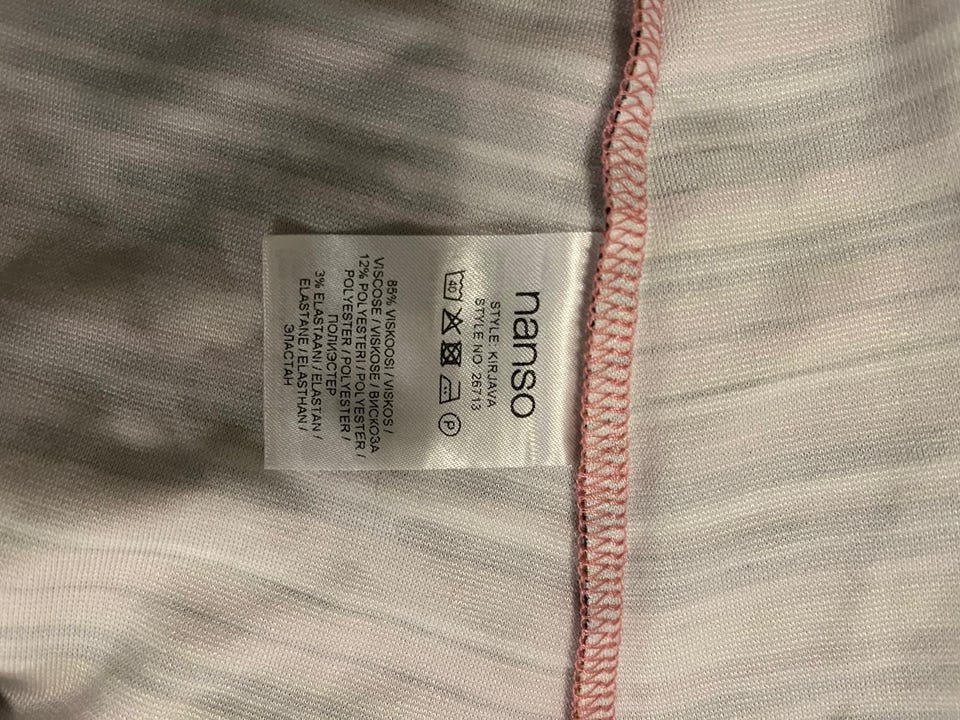 nanso
STYLE: KIRJAVA
STYLE NO: 26713
40
P
85% VISKOOSI / VISKOS /
VISCOSE / VISKOSE / ВИСКОЗА
12% POLYESTERI / POLYESTER /
POLYESTER / POLYESTER /
ПОЛИЭСТЕР
3% ELASTAANI / ELASTAN /
ELASTANE / ELASTHAN /
ЭЛАСТАН